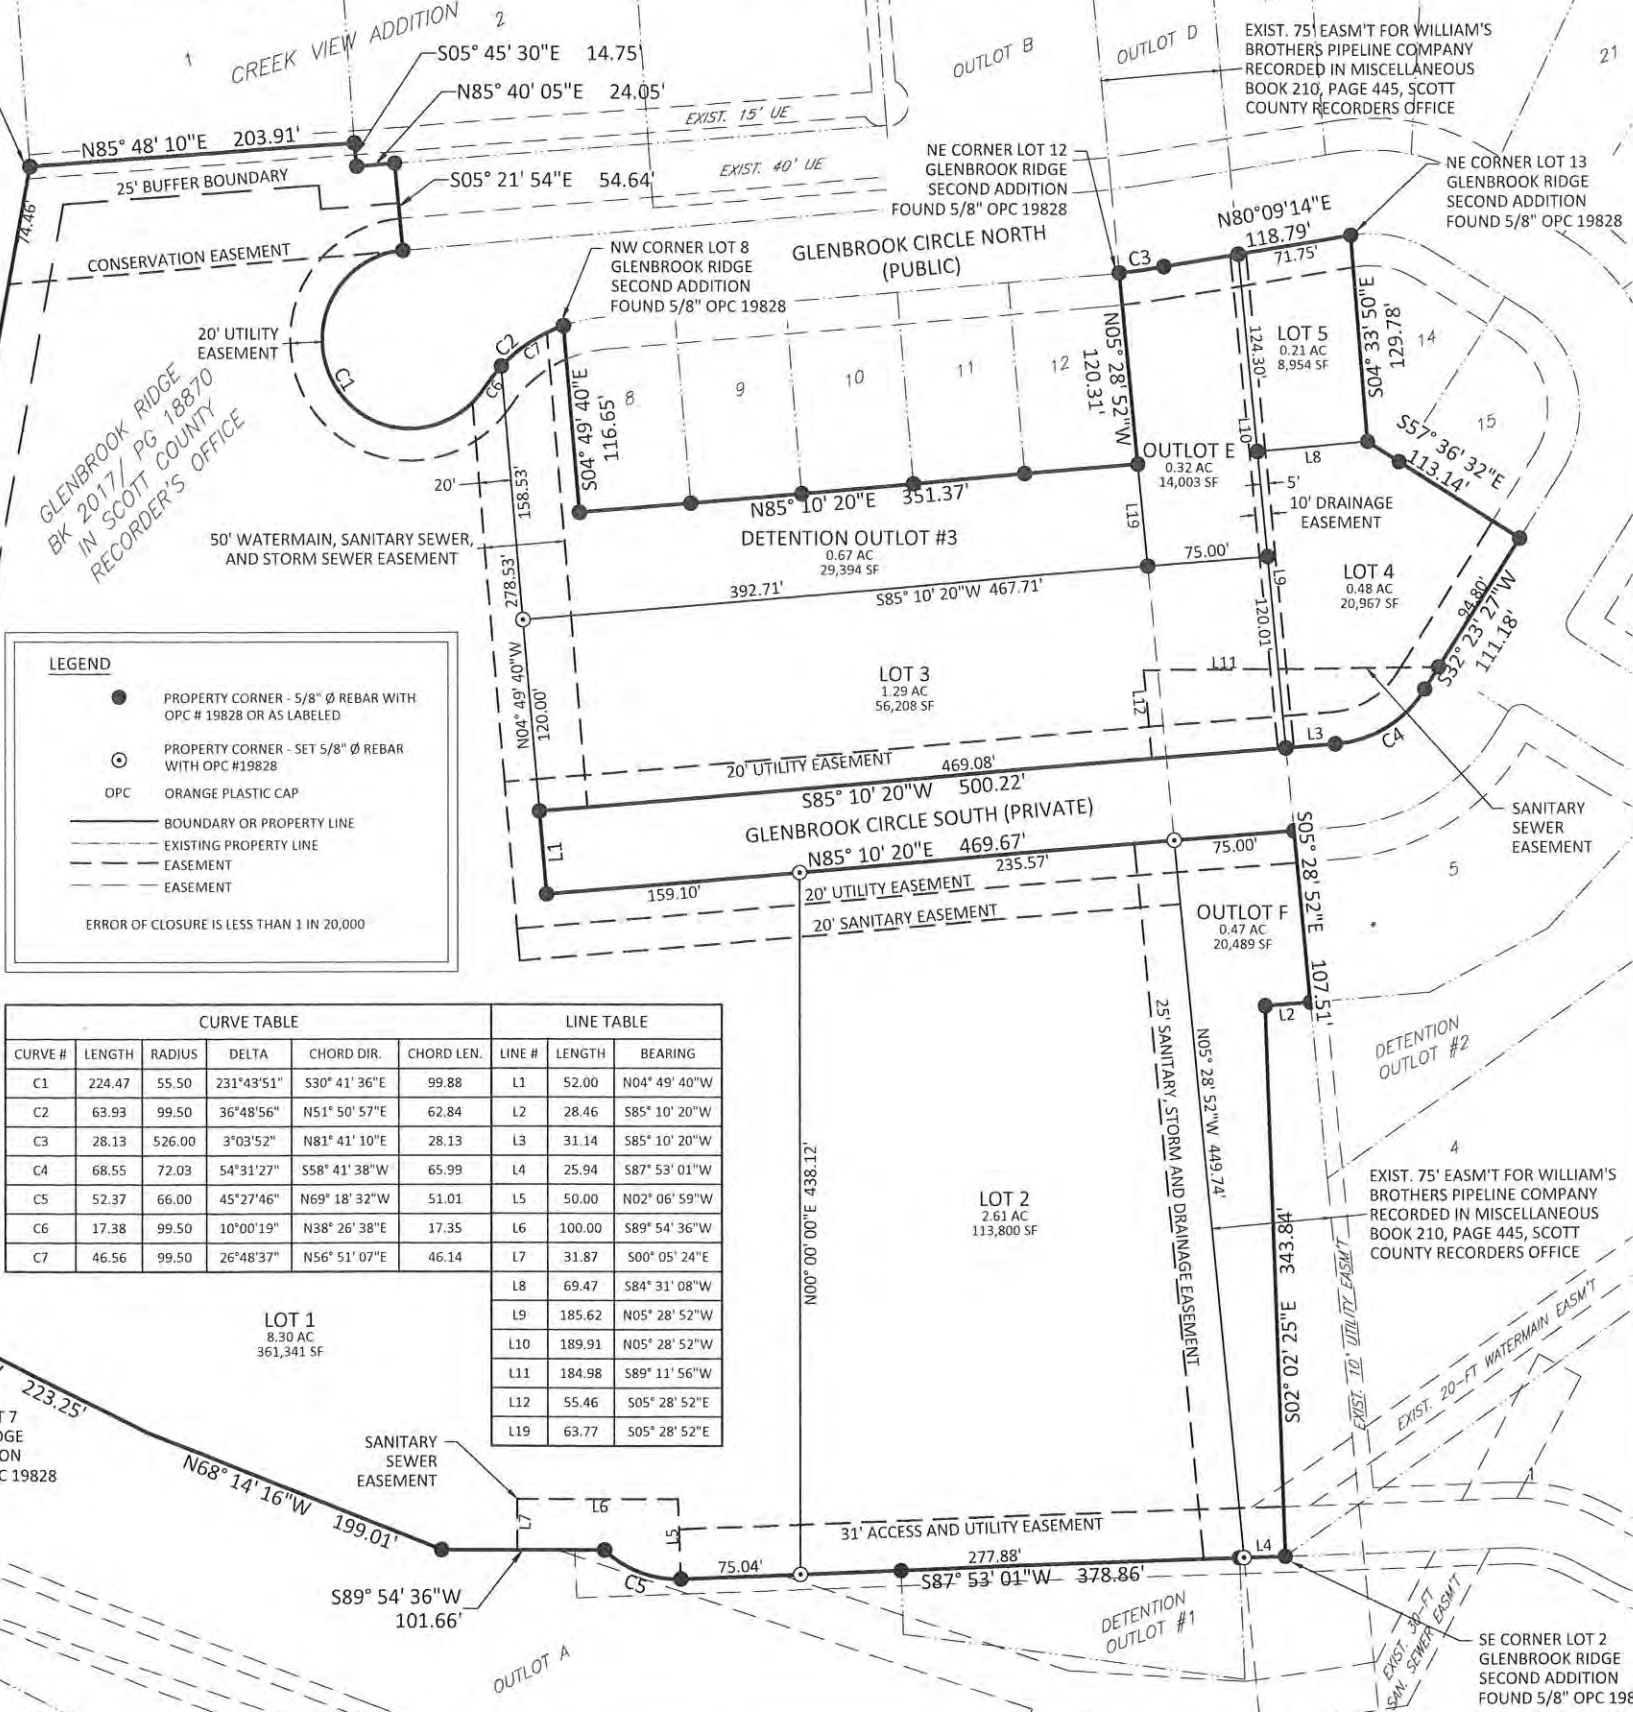 1
CREEK VIEW ADDITION
2
S05° 45' 30"E 14.75'
N85° 40' 05"E 24.05'
N85° 48' 10"E 203.91'
25' BUFFER BOUNDARY
S05° 21' 54"E 54.64'
74.46'
CONSERVATION EASEMENT
EXIST. 15' UE
EXIST. 40' UE
OUTLOT B
OUTLOT D
EXIST. 75' EASM'T FOR WILLIAM'S
BROTHERS PIPELINE COMPANY
RECORDED IN MISCELLANEOUS
BOOK 210, PAGE 445, SCOTT
COUNTY RECORDERS OFFICE
21
NE CORNER LOT 12
GLENBROOK RIDGE
SECOND ADDITION
FOUND 5/8" OPC 19828
NE CORNER LOT 13
GLENBROOK RIDGE
SECOND ADDITION
FOUND 5/8" OPC 19828
NW CORNER LOT 8
GLENBROOK RIDGE
SECOND ADDITION
FOUND 5/8" OPC 19828
GLENBROOK CIRCLE NORTH
(PUBLIC)
C3
N80°09'14"E
118.79'
71.75'
20' UTILITY
EASEMENT
C1
C2
C7
C6
GLENBROOK RIDGE
BK 2017/ PG 18870
IN SCOTT COUNTY
RECORDER'S OFFICE
S04° 49' 40"E
116.65'
8
9
10
11
12
N05° 28' 52"W
120.31'
124.30'
LOT 5
0.21 AC
8,954 SF
S04° 33' 50"E
129.78'
14
15
S57° 36' 32"E
113.14'
OUTLOT E
0.32 AC
14,003 SF
L10
L8
5'
10' DRAINAGE
EASEMENT
20'
158.53'
50' WATERMAIN, SANITARY SEWER,
AND STORM SEWER EASEMENT
N85° 10' 20"E 351.37'
DETENTION OUTLOT #3
0.67 AC
29,394 SF
L19
75.00'
278.53'
392.71'
S85° 10' 20"W 467.71'
L9
LOT 4
0.48 AC
20,967 SF
94.80'
S32° 23' 27"W
111.18'
N04° 49' 40"W
120.00'
LOT 3
1.29 AC
56,208 SF
120.01'
L11
L12
L3
C4
20' UTILITY EASEMENT
469.08'
S85° 10' 20"W 500.22'
GLENBROOK CIRCLE SOUTH (PRIVATE)
SANITARY
SEWER
EASEMENT
L1
N85° 10' 20"E 469.67'
235.57'
75.00'
159.10'
20' UTILITY EASEMENT
20' SANITARY EASEMENT
S05° 28' 52"E 107.51'
5
OUTLOT F
0.47 AC
20,489 SF
L2
DETENTION
OUTLOT #2
LEGEND
PROPERTY CORNER - 5/8" Ø REBAR WITH
OPC # 19828 OR AS LABELED
PROPERTY CORNER - SET 5/8" Ø REBAR
WITH OPC #19828
OPC ORANGE PLASTIC CAP
BOUNDARY OR PROPERTY LINE
EXISTING PROPERTY LINE
EASEMENT
EASEMENT
ERROR OF CLOSURE IS LESS THAN 1 IN 20,000
CURVE TABLE
CURVE # LENGTH RADIUS DELTA CHORD DIR. CHORD LEN.
C1 224.47 55.50 231°43'51" S30° 41' 36"E 99.88
C2 63.93 99.50 36°48'56" N51° 50' 57"E 62.84
C3 28.13 526.00 3°03'52" N81° 41' 10"E 28.13
C4 68.55 72.03 54°31'27" S58° 41' 38"W 65.99
C5 52.37 66.00 45°27'46" N69° 18' 32"W 51.01
C6 17.38 99.50 10°00'19" N38° 26' 38"E 17.35
C7 46.56 99.50 26°48'37" N56° 51' 07"E 46.14
LINE TABLE
LINE # LENGTH BEARING
L1 52.00 N04° 49' 40"W
L2 28.46 S85° 10' 20"W
L3 31.14 S85° 10' 20"W
L4 25.94 S87° 53' 01"W
L5 50.00 N02° 06' 59"W
L6 100.00 S89° 54' 36"W
L7 31.87 S00° 05' 24"E
L8 69.47 S84° 31' 08"W
L9 185.62 N05° 28' 52"W
L10 189.91 N05° 28' 52"W
L11 184.98 S89° 11' 56"W
L12 55.46 S05° 28' 52"E
L19 63.77 S05° 28' 52"E
25' SANITARY, STORM AND DRAINAGE EASEMENT
N05° 28' 52"W 449.74'
N00° 00' 00"E 438.12'
LOT 2
2.61 AC
113,800 SF
S02° 02' 25"E 343.84'
4
EXIST. 75' EASM'T FOR WILLIAM'S
BROTHERS PIPELINE COMPANY
RECORDED IN MISCELLANEOUS
BOOK 210, PAGE 445, SCOTT
COUNTY RECORDERS OFFICE
EXIST. 10' UTILITY EASM'T
EXIST. 20-FT WATERMAIN EASM'T
1
LOT 1
8.30 AC
361,341 SF
223.25'
T 7
DGE
ON
C 19828
N68° 14' 16"W
199.01'
SANITARY
SEWER
EASEMENT
L6
L7
L5
S89° 54' 36"W
101.66'
C5
75.04'
31' ACCESS AND UTILITY EASEMENT
277.88'
S87° 53' 01"W 378.86'
L4
DETENTION
OUTLOT #1
OUTLOT A
EXIST. 30-FT
SAN. SEWER EASM'T
SE CORNER LOT 2
GLENBROOK RIDGE
SECOND ADDITION
FOUND 5/8" OPC 198